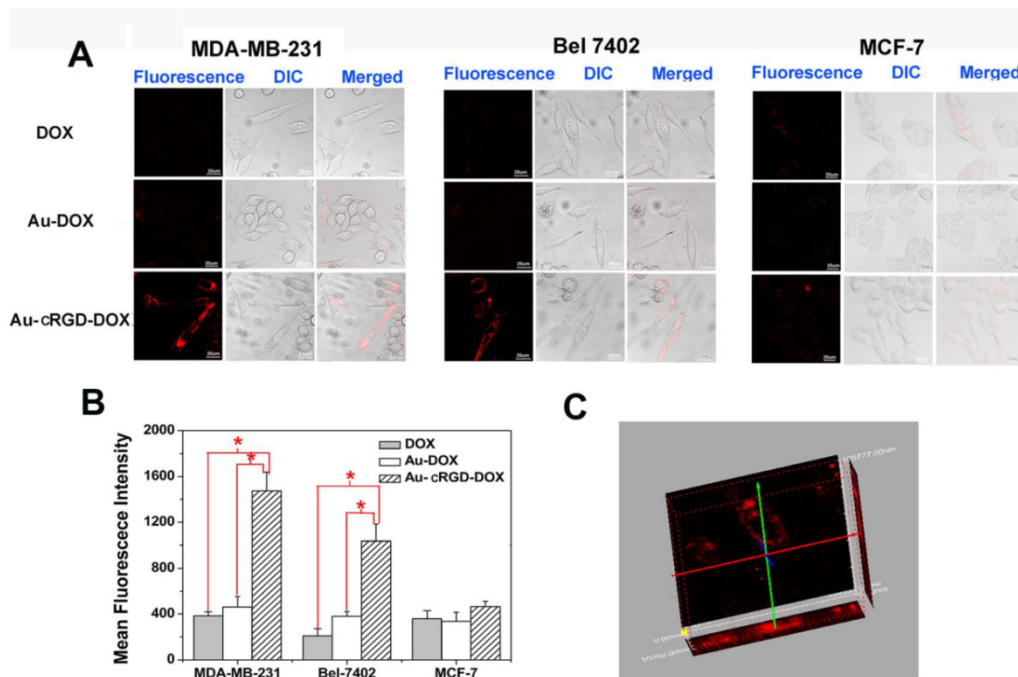 A
MDA-MB-231 Bel 7402 MCF-7
Fluorescence DIC Merged Fluorescence DIC Merged Fluorescence DIC Merged
DOX
Au-DOX
Au-cRGD-DOX
20um
B
C
Mean Fluorescece Intensity
2000
1600
1200
800
400
0
DOX
Au-DOX
Au-cRGD-DOX
* * * *
MDA-MB-231 Bel-7402 MCF-7